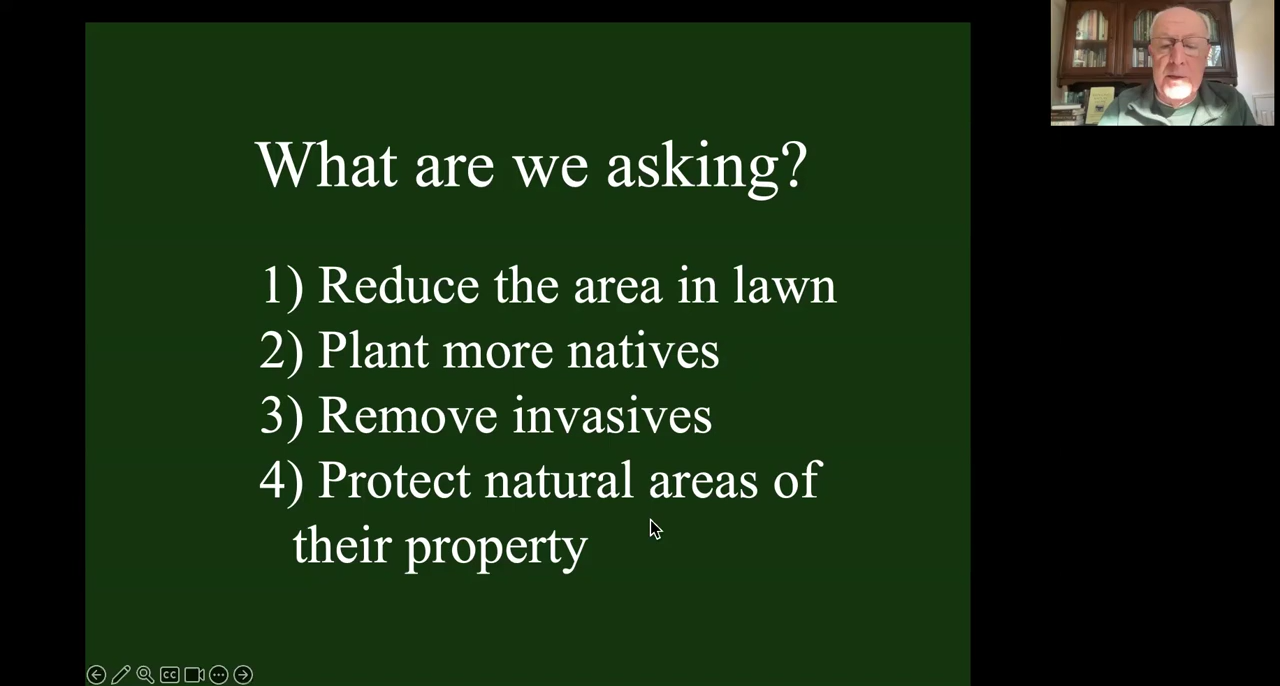 What are we asking?
1) Reduce the area in lawn
2) Plant more natives
3) Remove invasives
4) Protect natural areas of
their property
CC